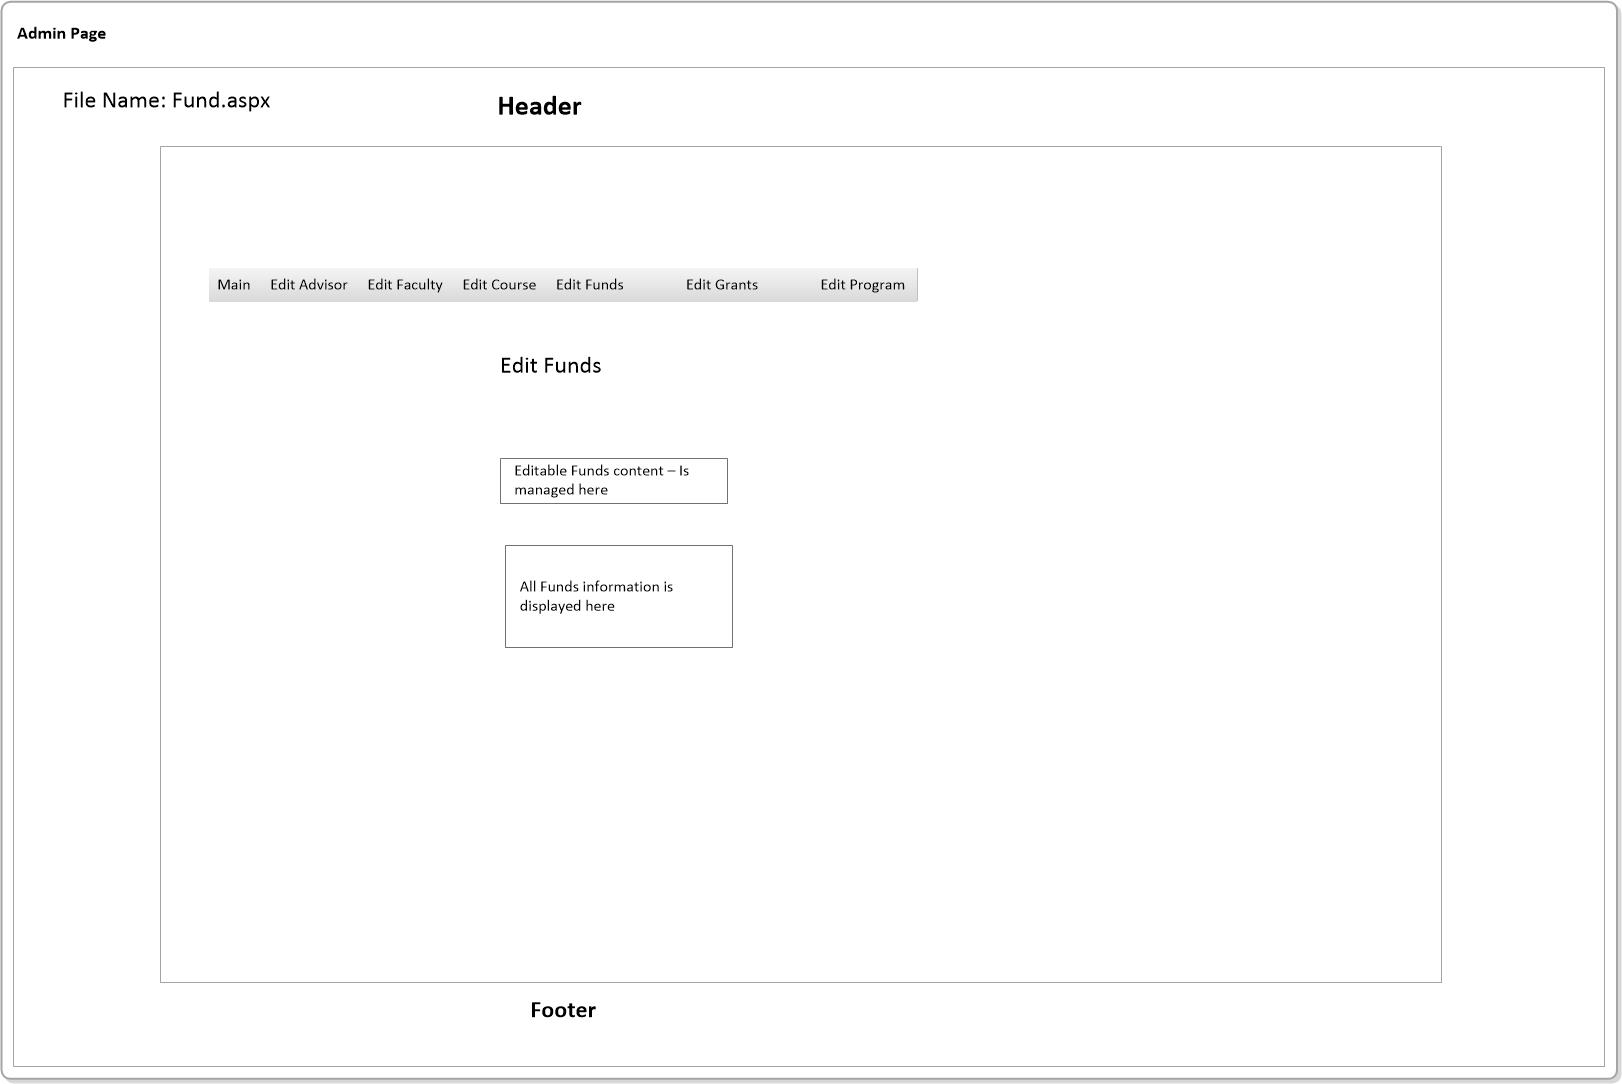 Admin Page
File Name: Fund.aspx
Header
Main Edit Advisor Edit Faculty Edit Course Edit Funds Edit Grants Edit Program
Edit Funds
Editable Funds content – Is
managed here
All Funds information is
displayed here
Footer